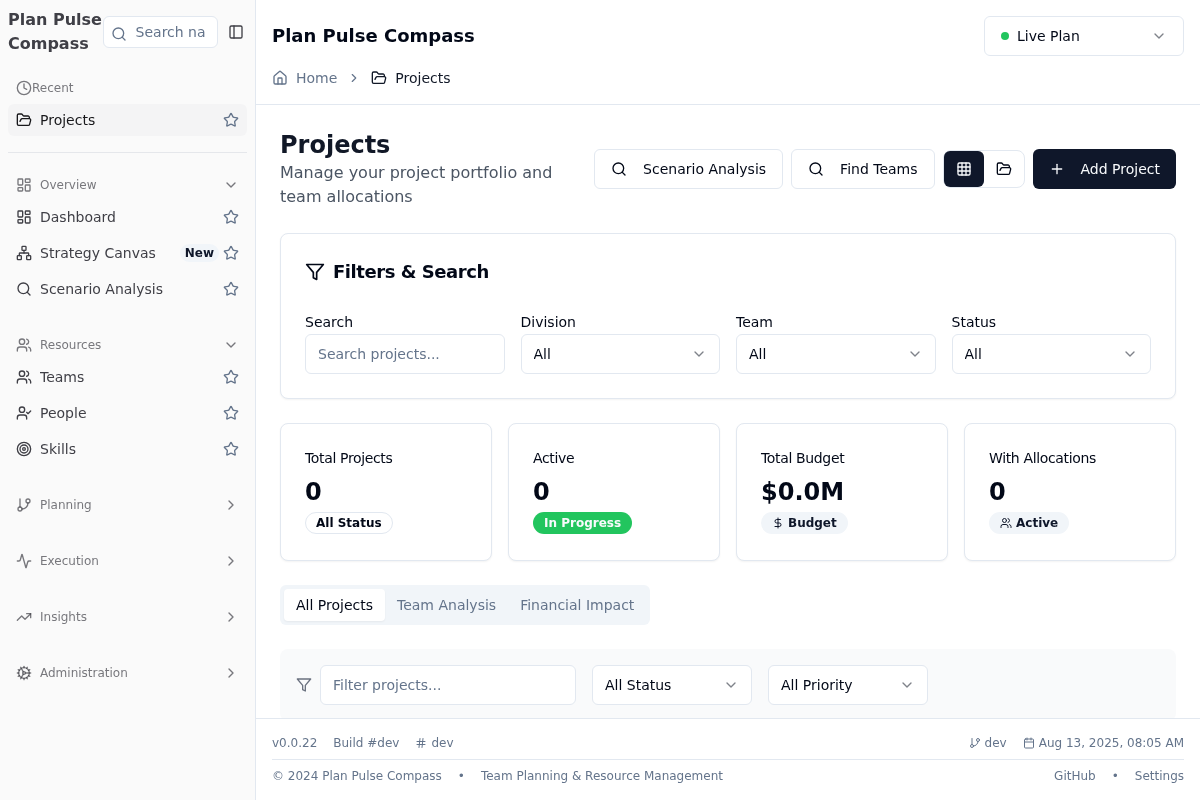 Plan Pulse
Compass
Search na
Recent
Projects
Overview
Dashboard
Strategy Canvas New
Scenario Analysis
Resources
Teams
People
Skills
Planning
Execution
Insights
Administration
Plan Pulse Compass
Live Plan
Home
Projects
Projects
Manage your project portfolio and
team allocations
Scenario Analysis
Find Teams
Add Project
Filters & Search
Search
Division
Team
Status
Search projects...
All
All
All
Total Projects
0
All Status
Active
0
In Progress
Total Budget
$0.0M
Budget
With Allocations
0
Active
All Projects
Team Analysis
Financial Impact
Filter projects...
All Status
All Priority
v0.0.22
Build #dev
dev
dev
Aug 13, 2025, 08:05 AM
© 2024 Plan Pulse Compass • Team Planning & Resource Management
GitHub • Settings